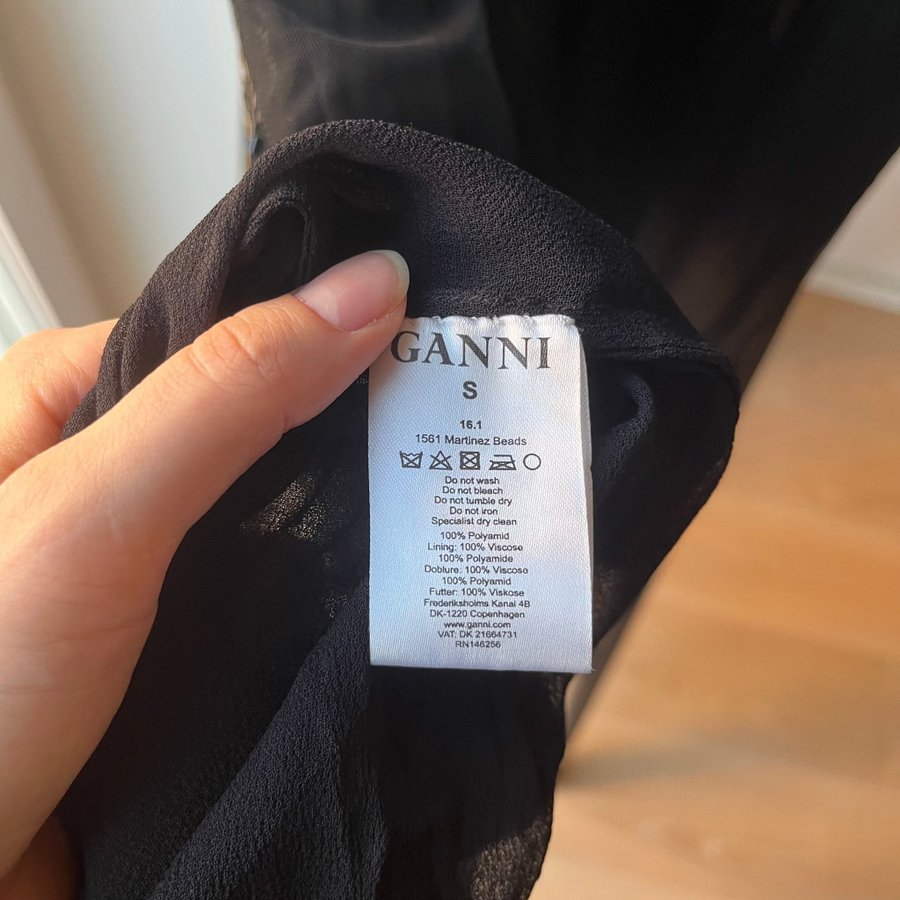 GANNI
S
16.1
1561 Martinez Beads
Do not wash
Do not bleach
Do not tumble dry
Do not iron
Specialist dry clean
100% Polyamid
Lining: 100% Viscose
100% Polyamide
Doblure: 100% Viscose
100% Polyamid
Futter: 100% Viskose
Frederiksholms Kanal 4B
DK-1220 Copenhagen
www.ganni.com
VAT: DK 21664731
RN146256